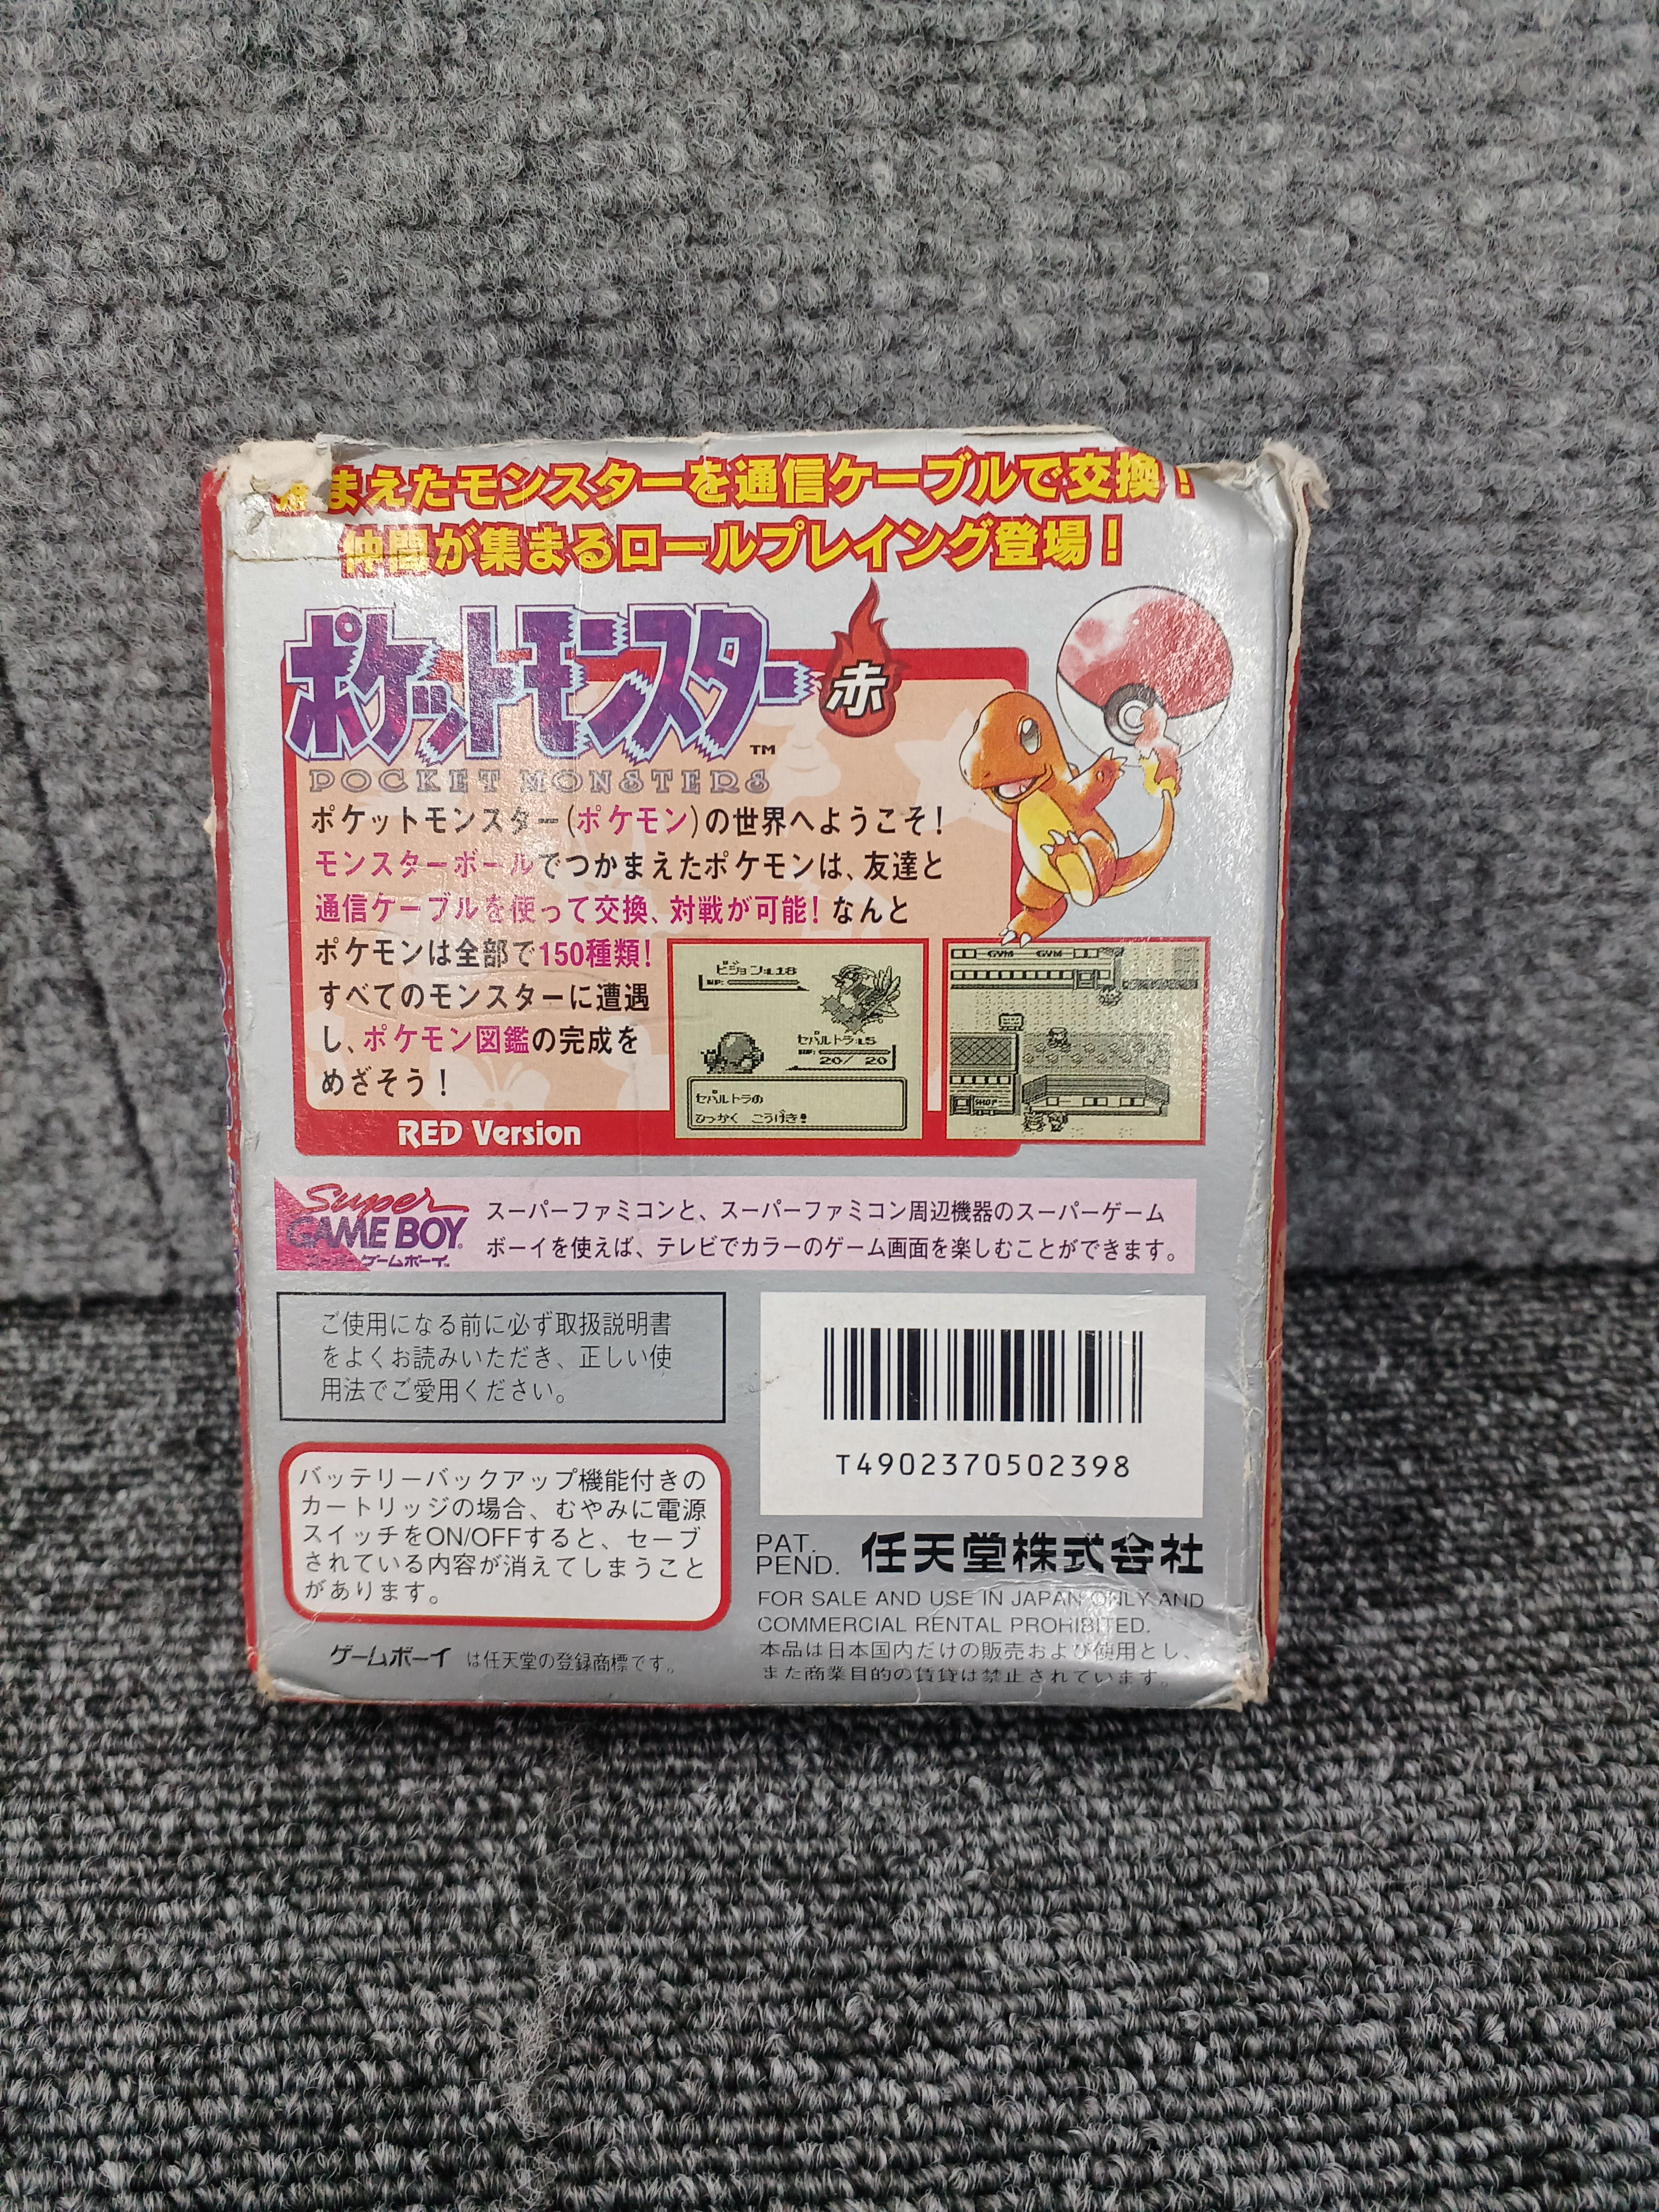 まえたモンスターを通信ケーブルで交換！
仲間が集まるロールプレイング登場！
ポケットモンスター 赤
TM
POCKET MONSTERS
ポケットモンスター(ポケモン)の世界へようこそ！
モンスターボールでつかまえたポケモンは、友達と
通信ケーブルを使って交換、対戦が可能！なんと
ポケモンは全部で150種類！
すべてのモンスターに遭遇
し、ポケモン図鑑の完成を
めざそう！
RED Version
ピジョン:L18
HP:
セパルトラ:L5
HP:
20/ 20
セパルトラの
ひっかく こうげき！
GYM GYM
SHOP
Super
GAME BOY
スーパーゲームボーイ
スーパーファミコンと、スーパーファミコン周辺機器のスーパーゲーム
ボーイを使えば、テレビでカラーのゲーム画面を楽しむことができます。
ご使用になる前に必ず取扱説明書
をよくお読みいただき、正しい使
用法でご愛用ください。
T4902370502398
バッテリーバックアップ機能付きの
カートリッジの場合、むやみに電源
スイッチをON/OFFすると、セーブ
されている内容が消えてしまうこと
があります。
PAT.
PEND. 任天堂株式会社
FOR SALE AND USE IN JAPAN ONLY AND
COMMERCIAL RENTAL PROHIBITED.
本品は日本国内だけの販売および使用とし、
また商業目的の賃貸は禁止されています。
ゲームボーイ は任天堂の登録商標です。